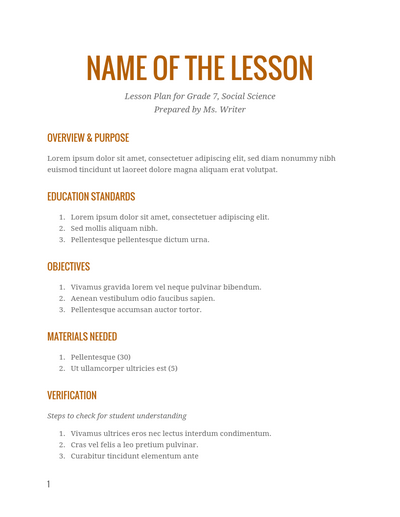 NAME OF THE LESSON
Lesson Plan for Grade 7, Social Science
Prepared by Ms. Writer
OVERVIEW & PURPOSE
Lorem ipsum dolor sit amet, consectetuer adipiscing elit, sed diam nonummy nibh
euismod tincidunt ut laoreet dolore magna aliquam erat volutpat.
EDUCATION STANDARDS
1. Lorem ipsum dolor sit amet, consectetuer adipiscing elit.
2. Sed mollis aliquam nibh.
3. Pellentesque pellentesque dictum urna.
OBJECTIVES
1. Vivamus gravida lorem vel neque pulvinar bibendum.
2. Aenean vestibulum odio faucibus sapien.
3. Pellentesque accumsan auctor tortor.
MATERIALS NEEDED
1. Pellentesque (30)
2. Ut ullamcorper ultricies est (5)
VERIFICATION
Steps to check for student understanding
1. Vivamus ultrices eros nec lectus interdum condimentum.
2. Cras vel felis a leo pretium pulvinar.
3. Curabitur tincidunt elementum ante
1